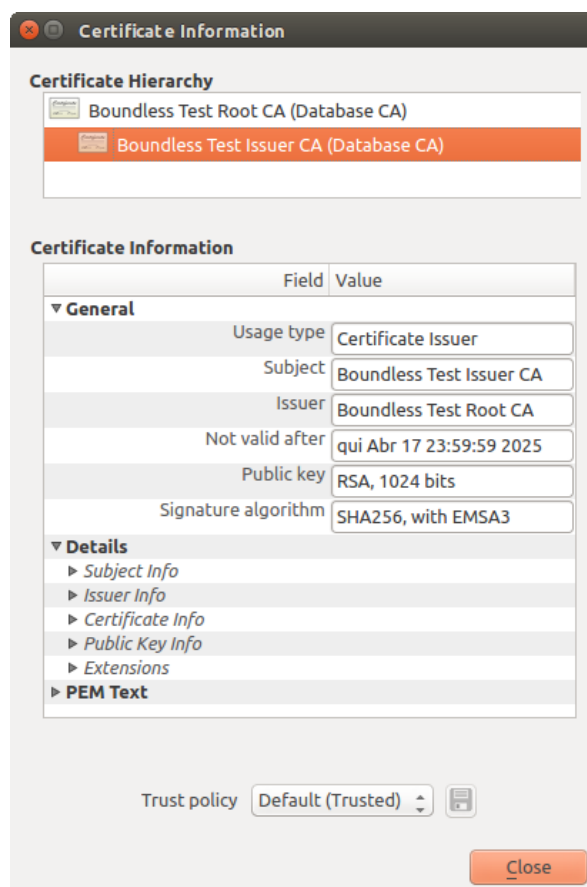 Certificate Information
Certificate Hierarchy
Boundless Test Root CA (Database CA)
Boundless Test Issuer CA (Database CA)
Certificate Information
Field Value
General
Usage type Certificate Issuer
Subject Boundless Test Issuer CA
Issuer Boundless Test Root CA
Not valid after qui Abr 17 23:59:59 2025
Public key RSA, 1024 bits
Signature algorithm SHA256, with EMSA3
Details
Subject Info
Issuer Info
Certificate Info
Public Key Info
Extensions
PEM Text
Trust policy Default (Trusted)
Close